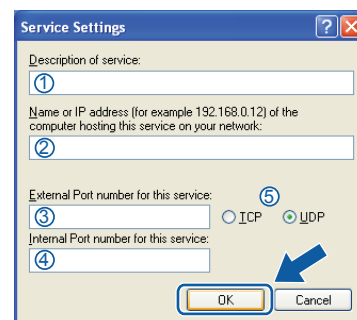 Service Settings
Description of service:
①
Name or IP address (for example 192.168.0.12) of the
computer hosting this service on your network:
②
External Port number for this service: ⑤
③ TCP UDP
Internal Port number for this service:
④
OK Cancel